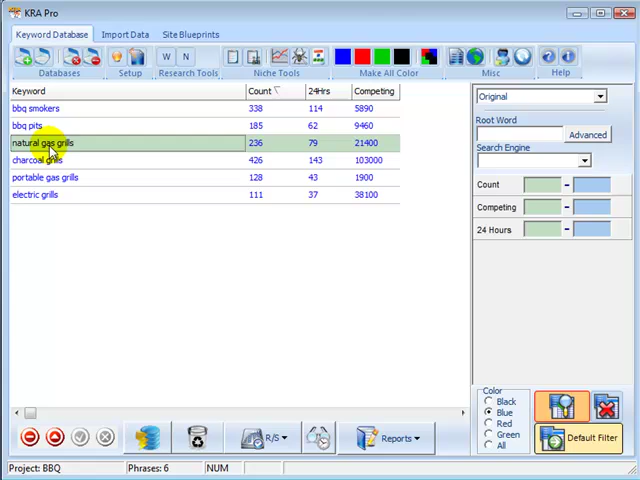 KRA Pro
Keyword Database Import Data Site Blueprints
W N
Databases Setup Research Tools Niche Tools Make All Color Misc Help
Keyword Count 24Hrs Competing
bbq smokers 338 114 5890
bbq pits 185 62 9460
natural gas grills 236 79 21400
charcoal grills 426 143 103000
portable gas grills 128 43 1900
electric grills 111 37 38100
Original
Root Word
Advanced
Search Engine
Count -
Competing -
24 Hours -
Color
Black
Blue
Red
Green
All
Default Filter
R/S Reports
Project: BBQ Phrases: 6 NUM